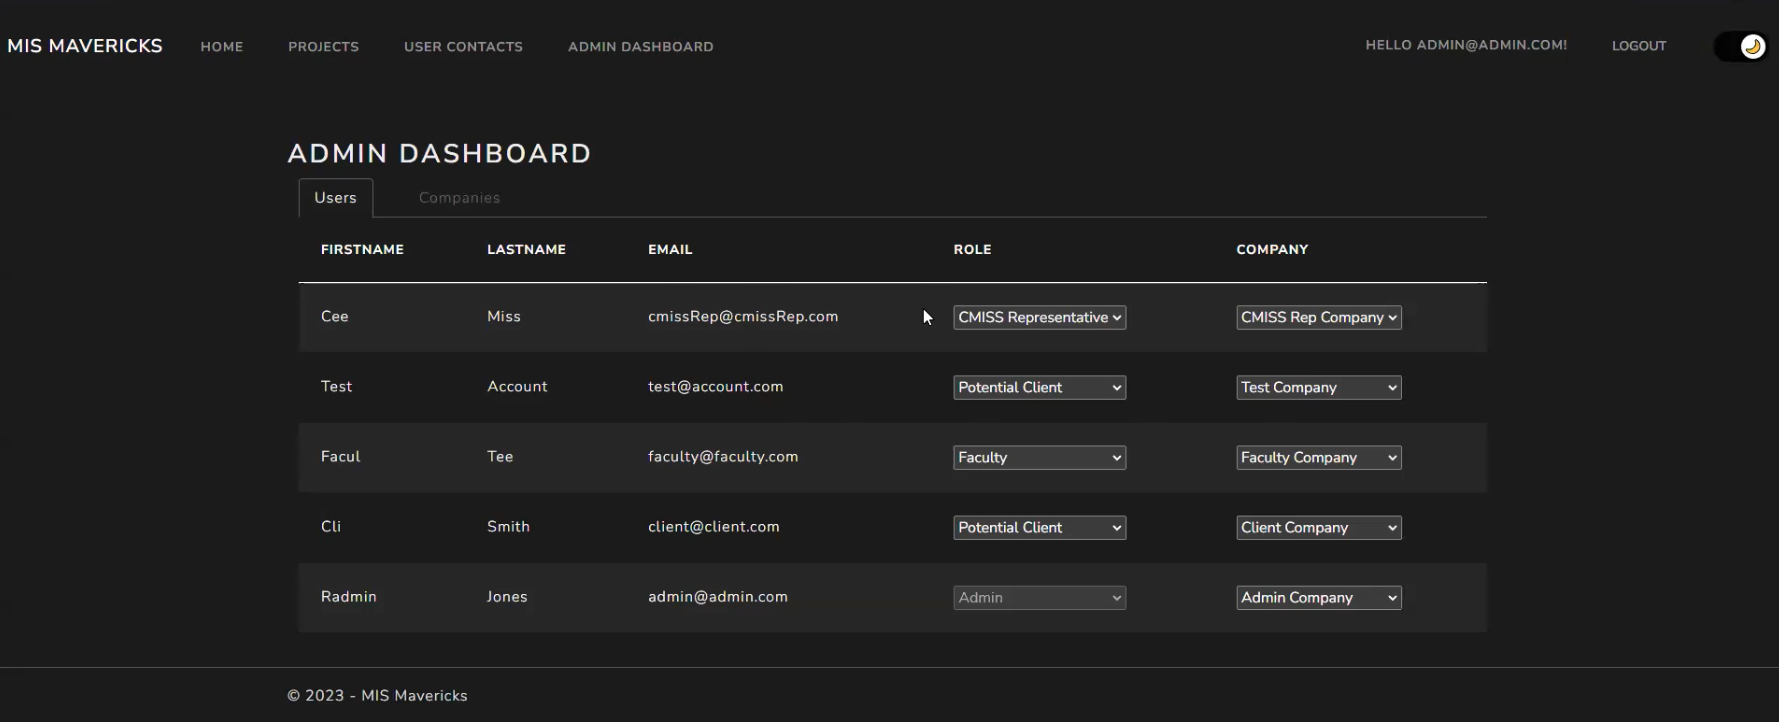 MIS MAVERICKS HOME PROJECTS USER CONTACTS ADMIN DASHBOARD HELLO ADMIN@ADMIN.COM! LOGOUT
ADMIN DASHBOARD
Users Companies
FIRSTNAME LASTNAME EMAIL ROLE COMPANY
Cee Miss cmissRep@cmissRep.com CMISS Representative CMISS Rep Company
Test Account test@account.com Potential Client Test Company
Facul Tee faculty@faculty.com Faculty Faculty Company
Cli Smith client@client.com Potential Client Client Company
Radmin Jones admin@admin.com Admin Admin Company
© 2023 - MIS Mavericks